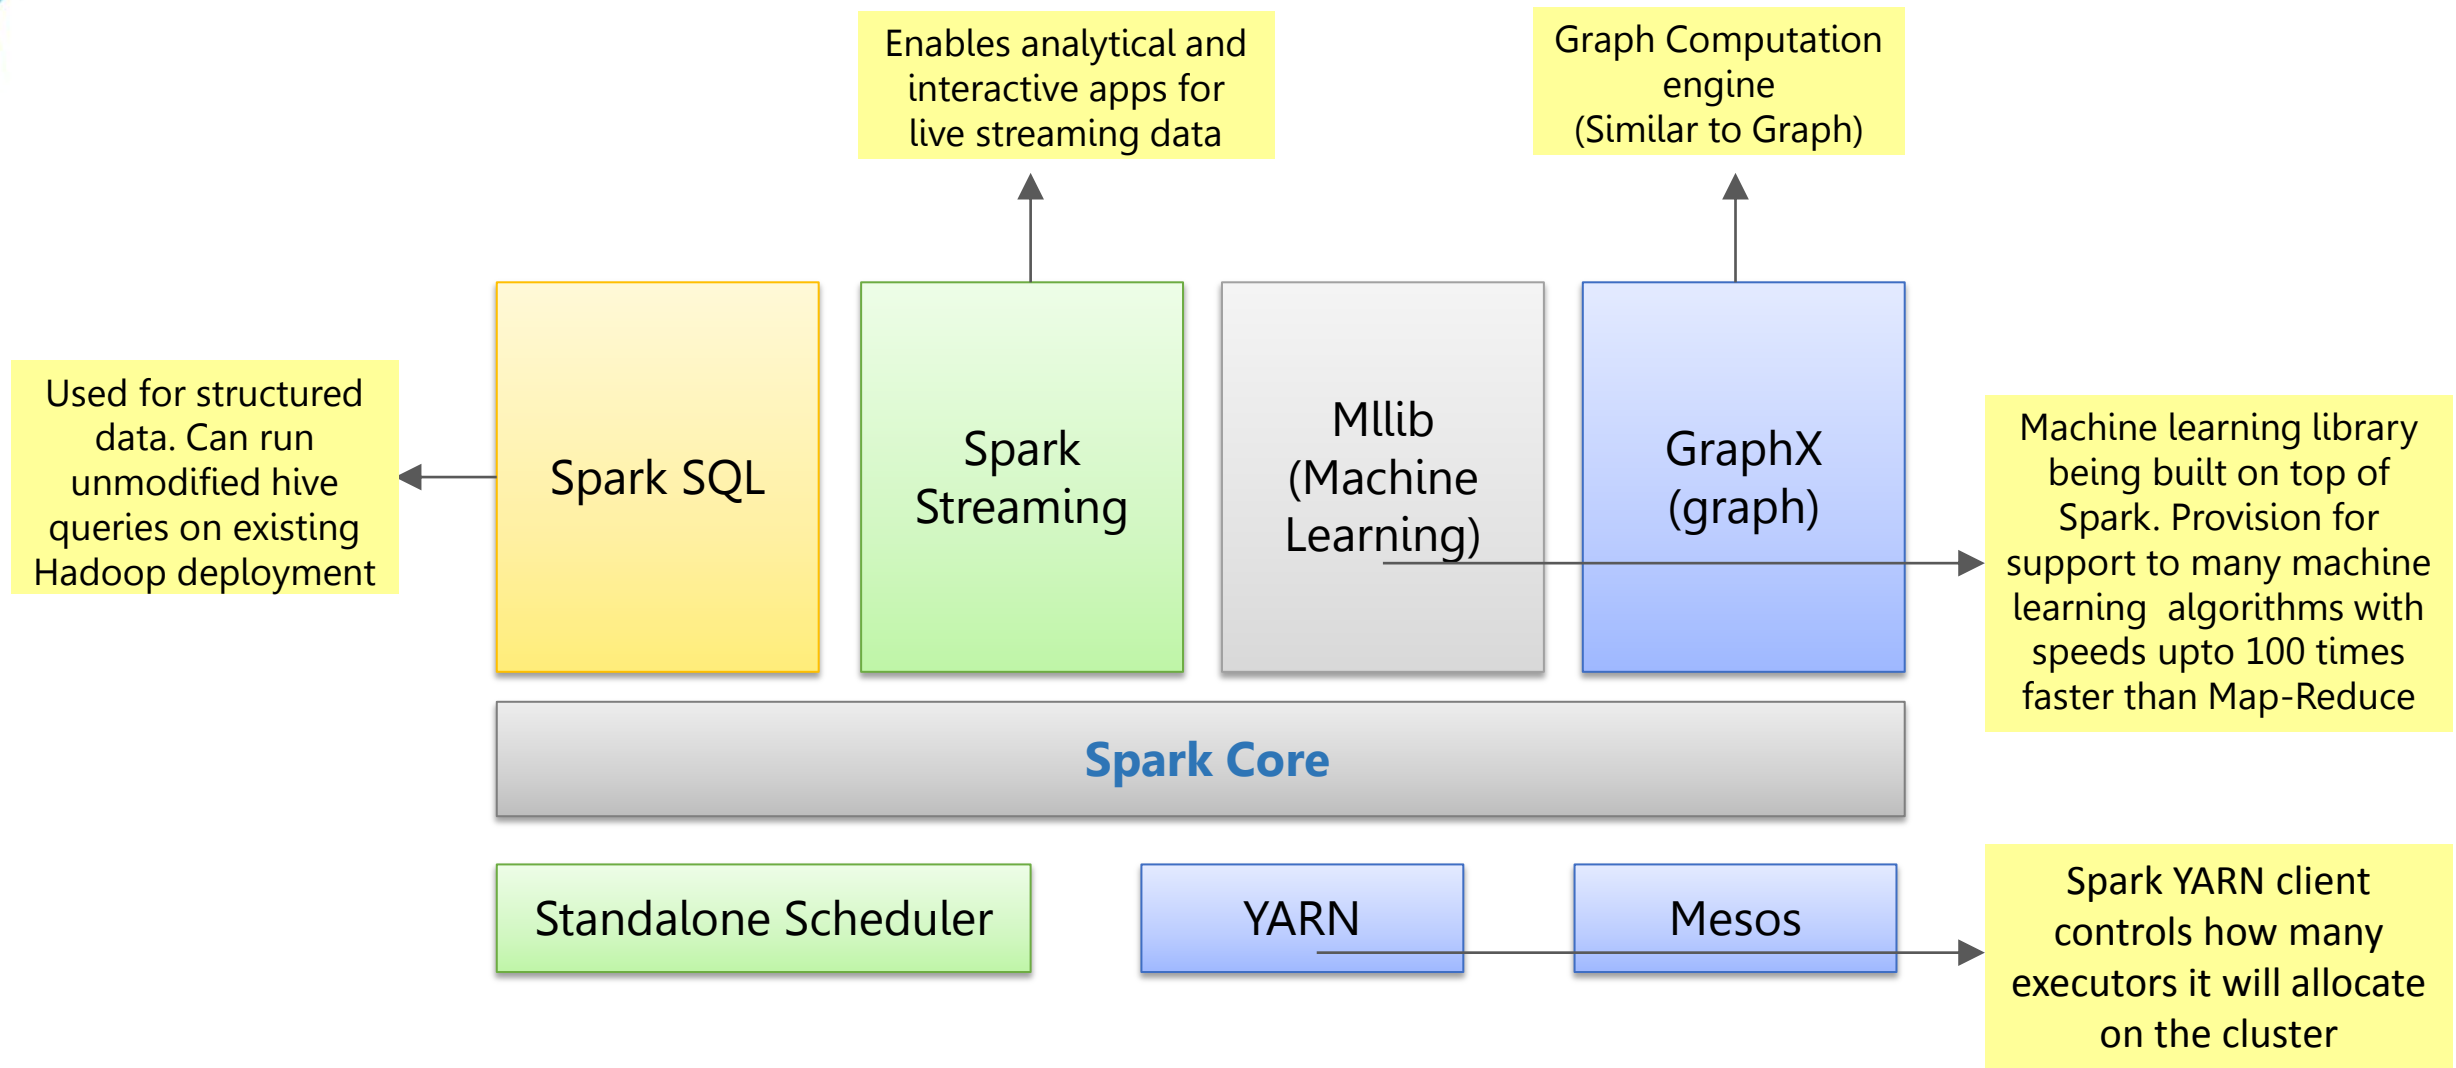 Enables analytical and
interactive apps for
live streaming data
Graph Computation
engine
(Similar to Graph)
Used for structured
data. Can run
unmodified hive
queries on existing
Hadoop deployment
Spark SQL
Spark
Streaming
Mllib
(Machine
Learning)
GraphX
(graph)
Machine learning library
being built on top of
Spark. Provision for
support to many machine
learning  algorithms with
speeds upto 100 times
faster than Map-Reduce
Spark Core
Standalone Scheduler
YARN
Mesos
Spark YARN client
controls how many
executors it will allocate
on the cluster